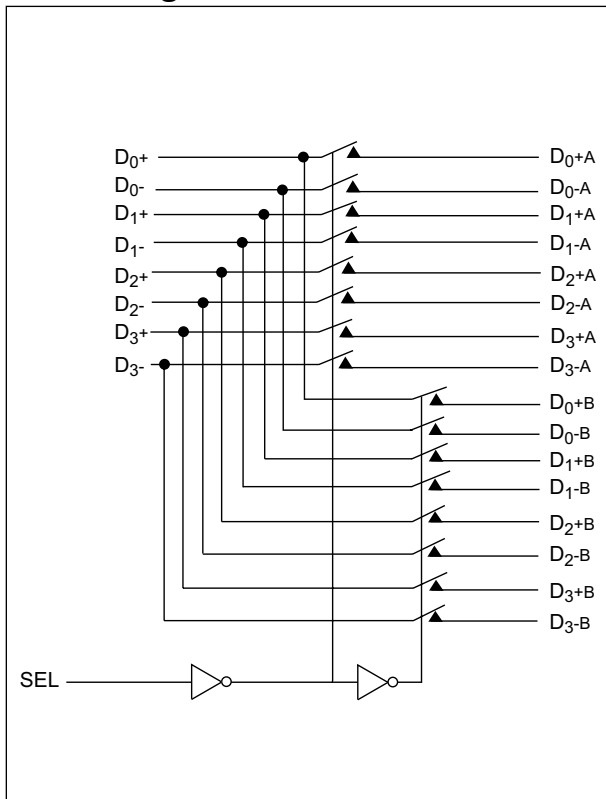 D0+ D0+A
D0- D0-A
D1+ D1+A
D1- D1-A
D2+ D2+A
D2- D2-A
D3+ D3+A
D3- D3-A
D0+B
D0-B
D1+B
D1-B
D2+B
D2-B
D3+B
D3-B
SEL